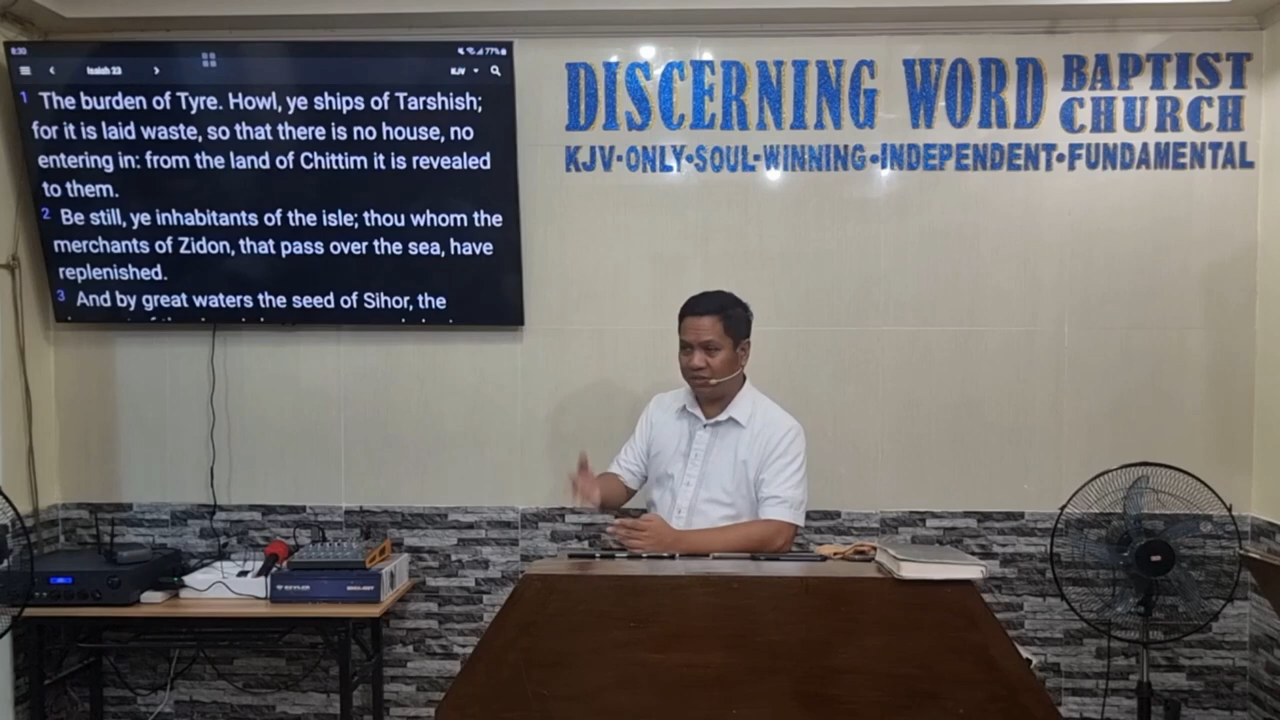 8:30 77%
Isaiah 23 KJV
1 The burden of Tyre. Howl, ye ships of Tarshish;
for it is laid waste, so that there is no house, no
entering in: from the land of Chittim it is revealed
to them.
2 Be still, ye inhabitants of the isle; thou whom the
merchants of Zidon, that pass over the sea, have
replenished.
3 And by great waters the seed of Sihor, the
DISCERNING WORD BAPTIST
CHURCH
KJV-ONLY•SOUL-WINNING•INDEPENDENT•FUNDAMENTAL
KEVLER